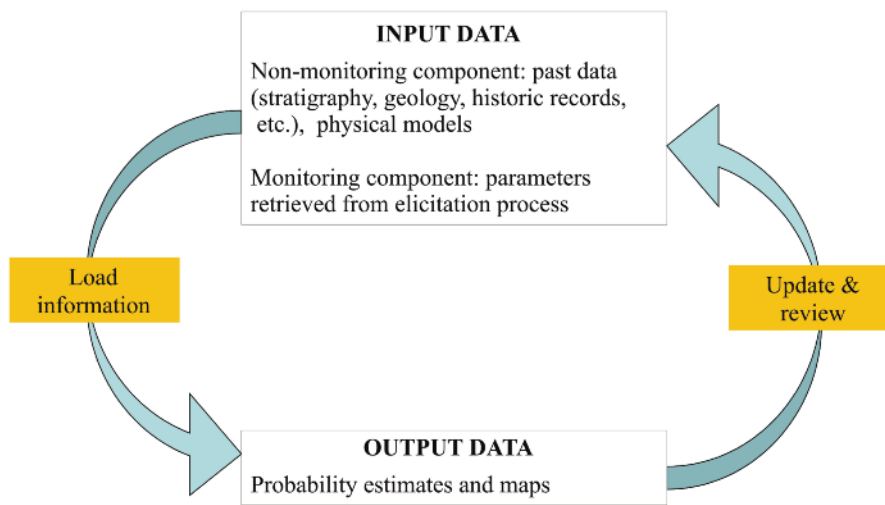 INPUT DATA
Non-monitoring component: past data
(stratigraphy, geology, historic records,
etc.), physical models
Monitoring component: parameters
retrieved from elicitation process
Load
information
Update &
review
OUTPUT DATA
Probability estimates and maps